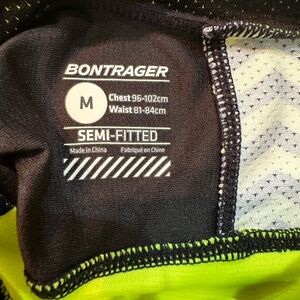 BONTRAGER
M
Chest 96-102cm
Waist 81-84cm
SEMI-FITTED
Made in China Fabriqué en Chine